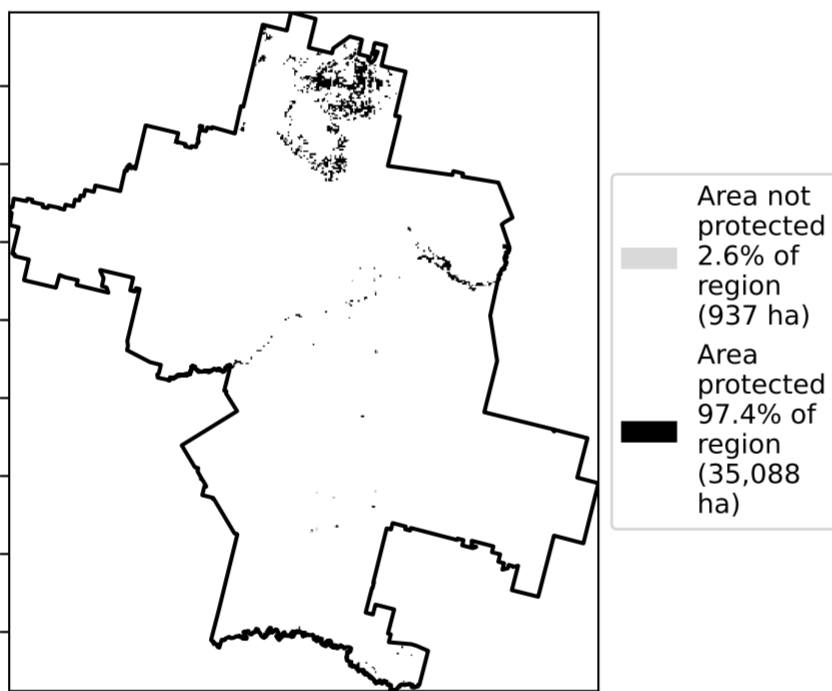 Area not
protected
2.6% of
region
(937 ha)
Area
protected
97.4% of
region
(35,088
ha)